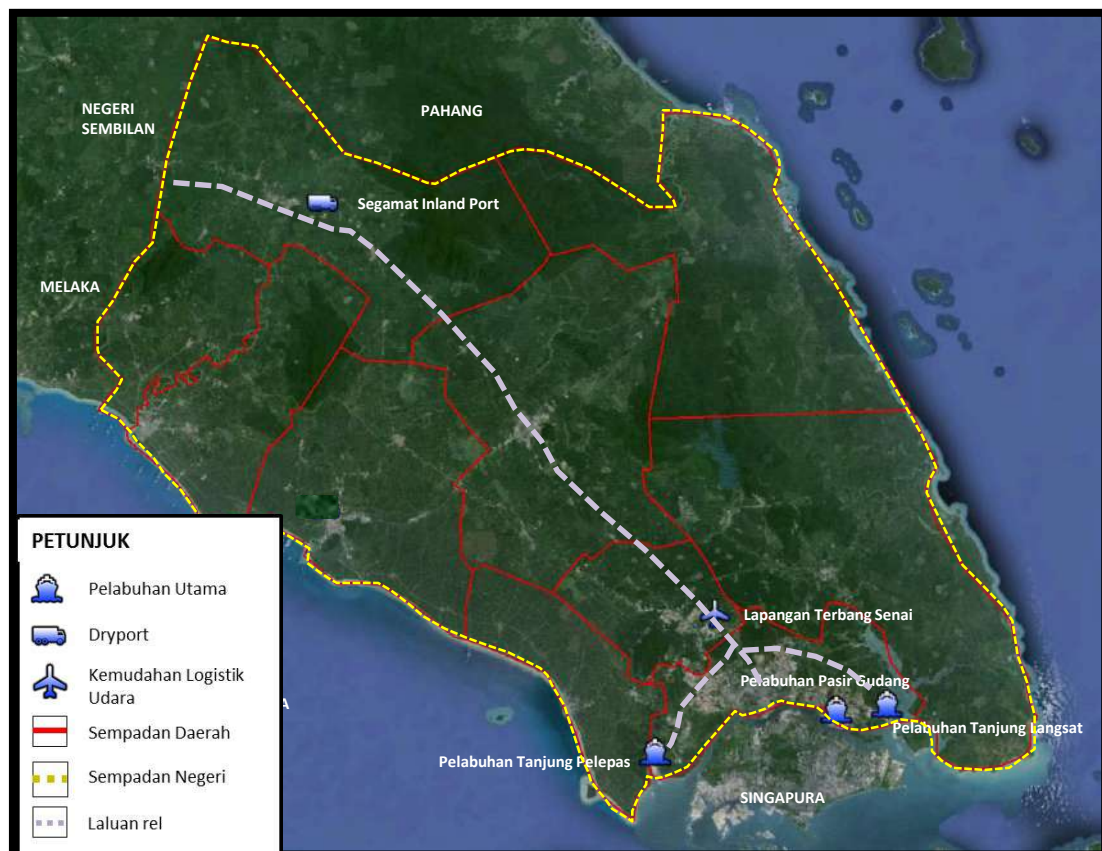 NEGERI
SEMBILAN
PAHANG
Segamat Inland Port
MELAKA
PETUNJUK
Pelabuhan Utama
Dryport
Kemudahan Logistik
Udara
Sempadan Daerah
Sempadan Negeri
Laluan rel
A
Lapangan Terbang Senai
Pelabuhan Pasir Gudang
Pelabuhan Tanjung Langsat
Pelabuhan Tanjung Pelepas
SINGAPURA